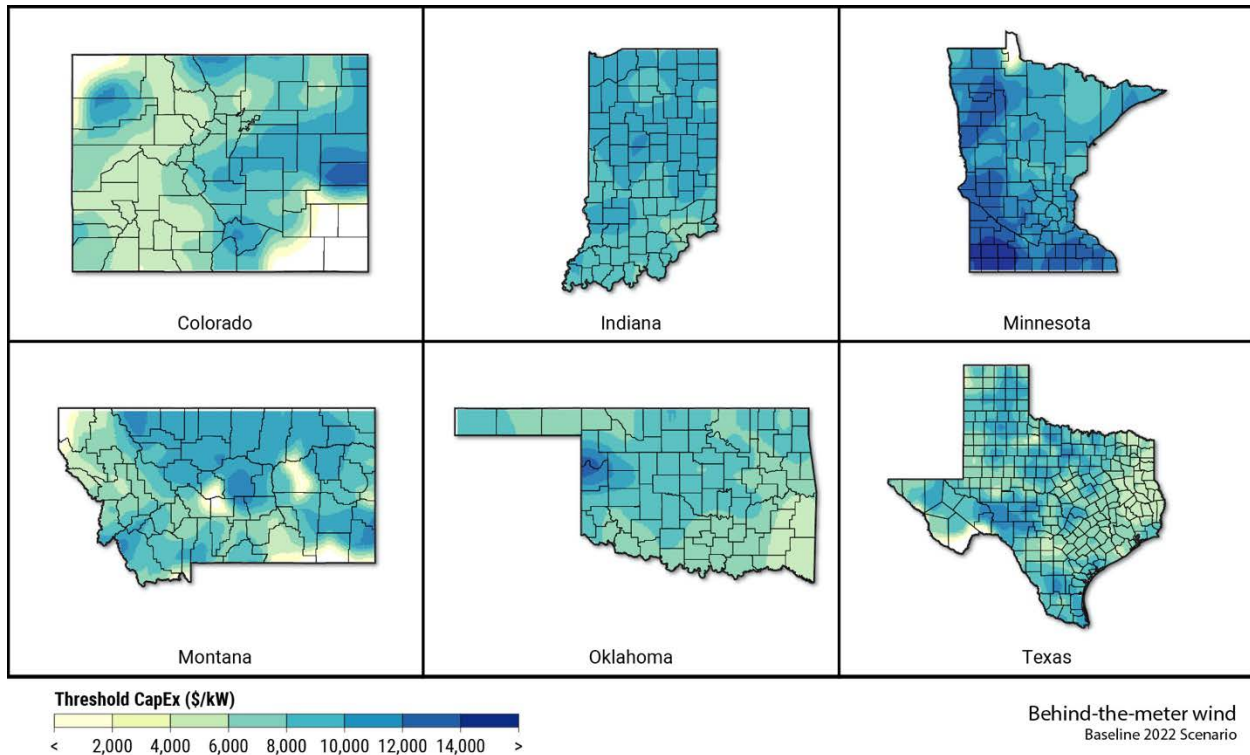 Colorado
Indiana
Minnesota
Montana
Oklahoma
Texas
Threshold CapEx ($/kW)
< 2,000 4,000 6,000 8,000 10,000 12,000 14,000 >
Behind-the-meter wind
Baseline 2022 Scenario